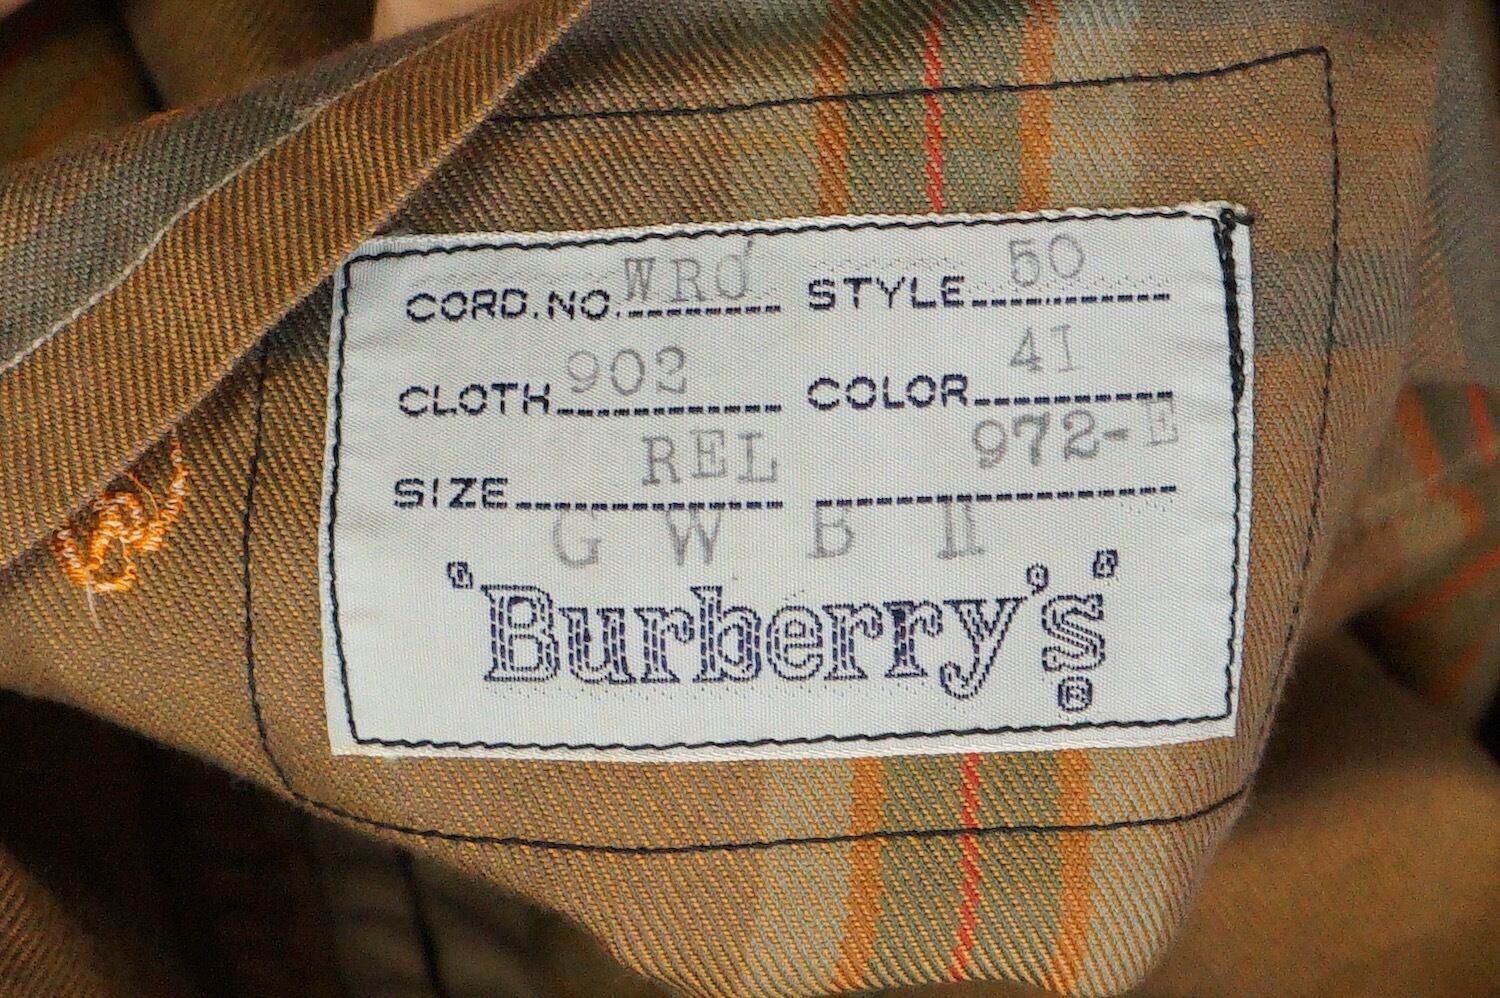 CORD.NO. WRO STYLE 50
CLOTH 902 COLOR 41
SIZE REL 972-E
G W B II
"Burberry's"
®